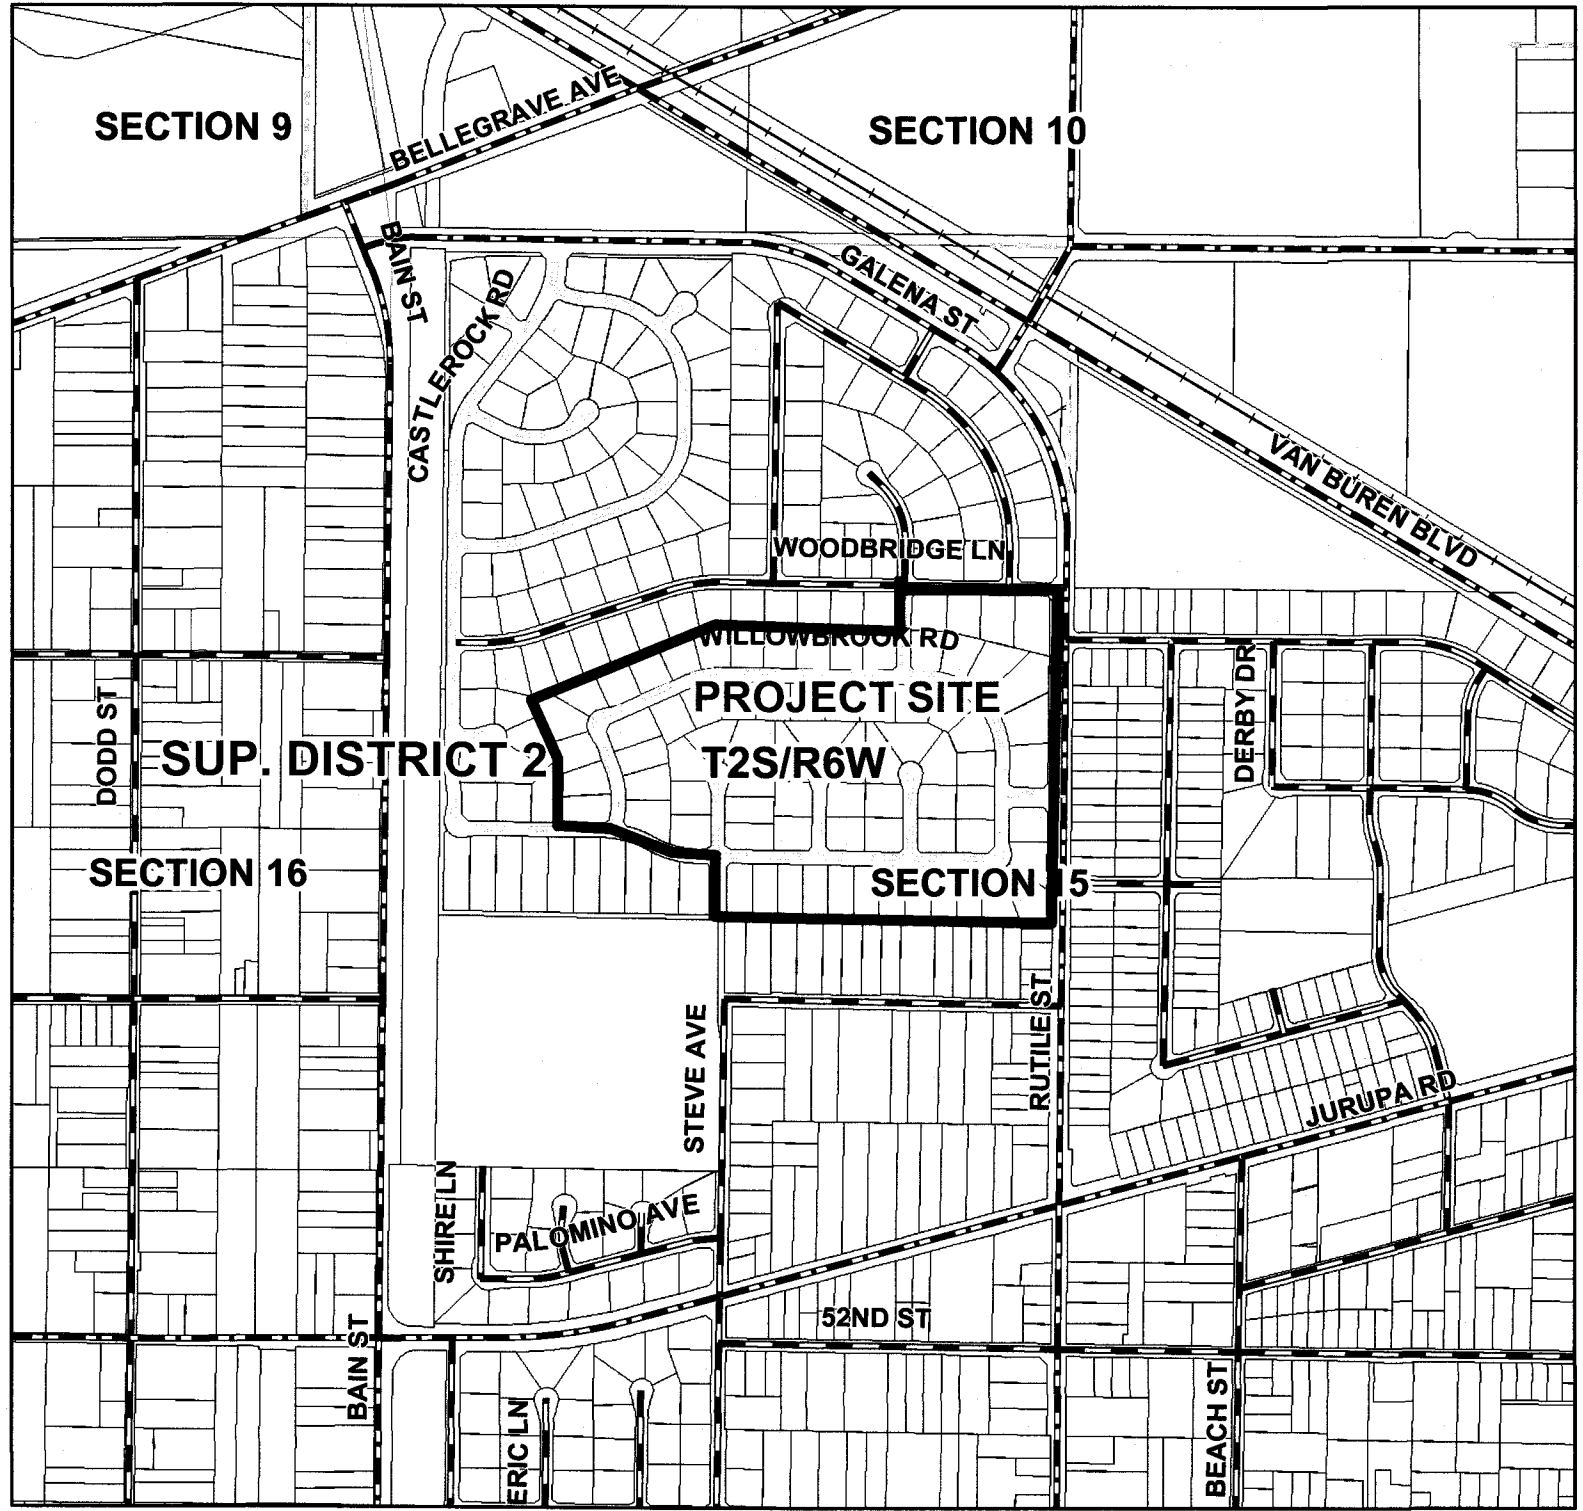 SECTION 9
BELLEGRAVE AVE
SECTION 10
BAIN ST
CASTLEROCK RD
GALENA ST
VAN BUREN BLVD
WOODBRIDGE LN
WILLOWBROOK RD
PROJECT SITE
DERBY DR
DODD ST
SUP. DISTRICT 2
T2S/R6W
SECTION 16
SECTION 15
STEVE AVE
RUTILE ST
JURUPA RD
SHIRE LN
PALOMINO AVE
52ND ST
BAIN ST
ERIC LN
BEACH ST